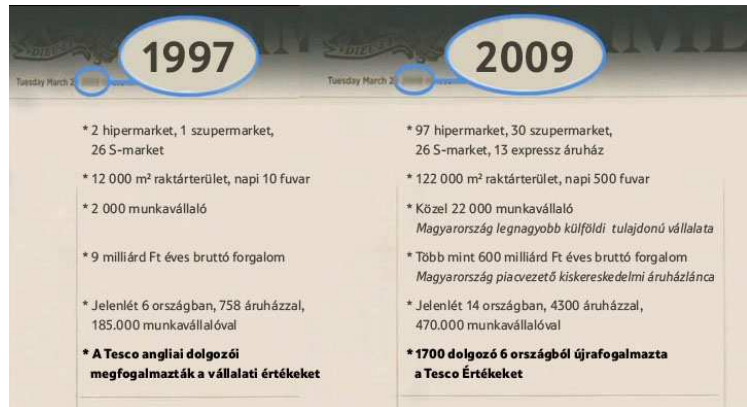 1997
Tuesday March 2
* 2 hipermarket, 1 szupermarket,
26 S-market
* 12 000 m² raktárterület, napi 10 fuvar
* 2 000 munkavállaló
* 9 milliárd Ft éves bruttó forgalom
* Jelenlét 6 országban, 758 áruházzal,
185.000 munkavállalóval
* A Tesco angliai dolgozói
megfogalmazták a vállalati értékeket
2009
Tuesday March 2
* 97 hipermarket, 30 szupermarket,
26 S-market, 13 expressz áruház
* 122 000 m² raktárterület, napi 500 fuvar
* Közel 22 000 munkavállaló
Magyarország legnagyobb külföldi tulajdonú vállalata
* Több mint 600 milliárd Ft éves bruttó forgalom
Magyarország piacvezető kiskereskedelmi áruházlánca
* Jelenlét 14 országban, 4300 áruházzal,
470.000 munkavállalóval
* 1700 dolgozó 6 országból újrafogalmazta
a Tesco Értékeket